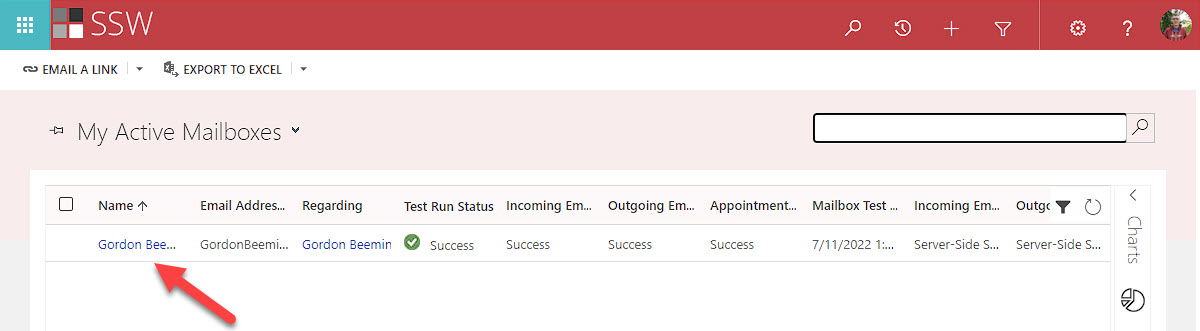 SSW
?
EMAIL A LINK EXPORT TO EXCEL
My Active Mailboxes
Name Email Addres... Regarding Test Run Status Incoming Em... Outgoing Em... Appointment... Mailbox Test ... Incoming Em... Outgo
Gordon Bee... GordonBeemi... Gordon Beemin Success Success Success Success 7/11/2022 1:... Server-Side S... Server-Side S...
Charts